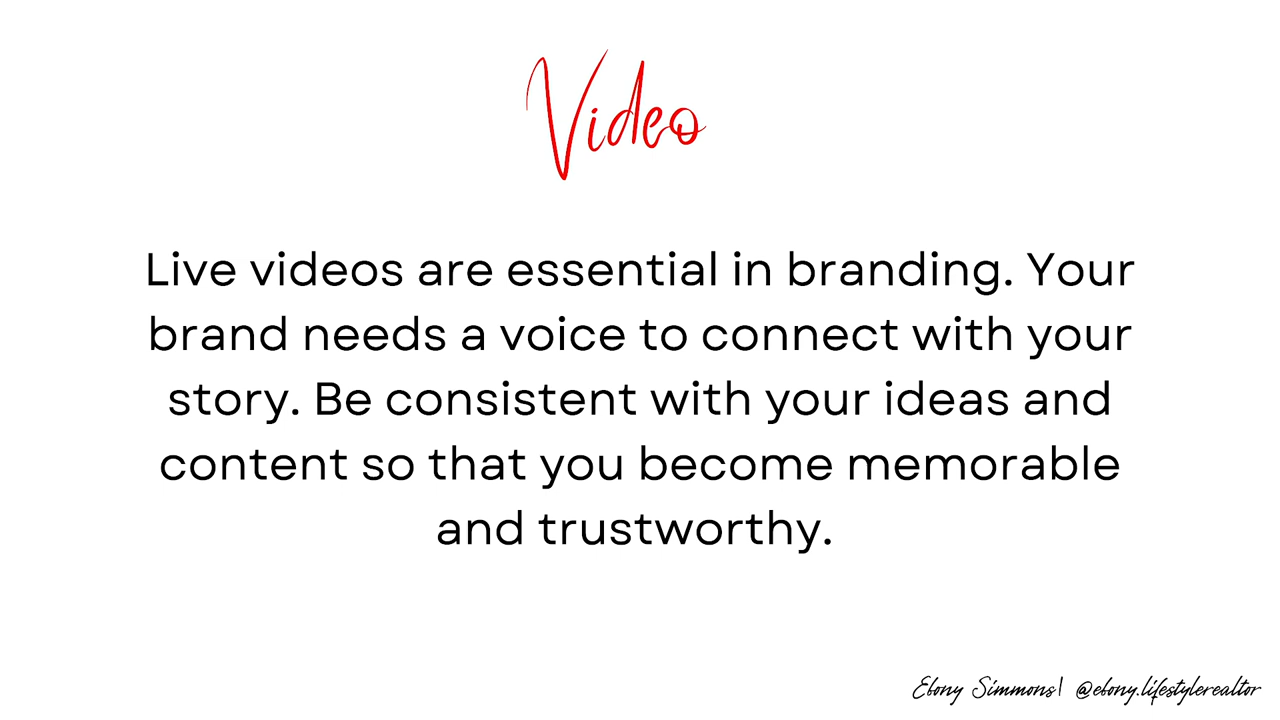 Video
Live videos are essential in branding. Your
brand needs a voice to connect with your
story. Be consistent with your ideas and
content so that you become memorable
and trustworthy.
Ebony Simmons| @ebony.lifestylerealtor